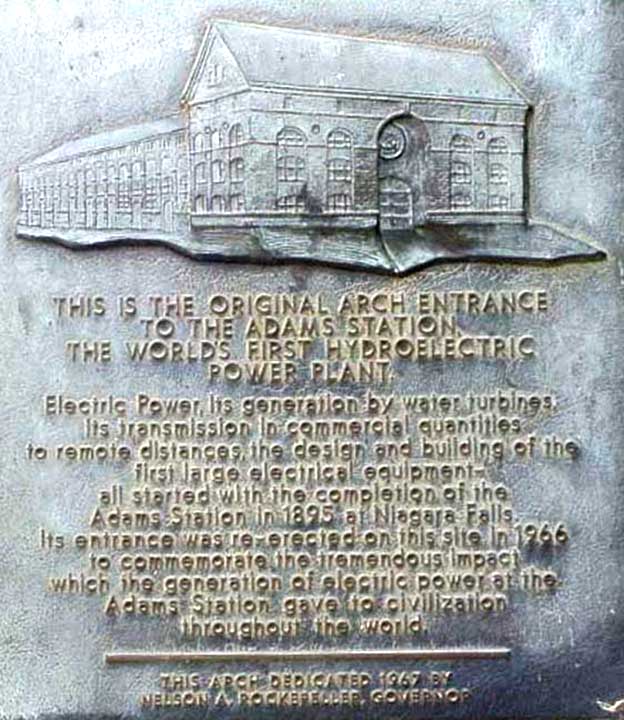 THIS IS THE ORIGINAL ARCH ENTRANCE
TO THE ADAMS STATION.
THE WORLD'S FIRST HYDROELECTRIC
POWER PLANT.
Electric Power, its generation by water turbines,
its transmission in commercial quantities
to remote distances, the design and building of the
first large electrical equipment-
all started with the completion of the
Adams Station in 1895 at Niagara Falls.
Its entrance was re-erected on this site in 1966
to commemorate the tremendous impact
which the generation of electric power at the
Adams Station gave to civilization
throughout the world.
THIS ARCH DEDICATED 1967 BY
NELSON A. ROCKEFELLER, GOVERNOR